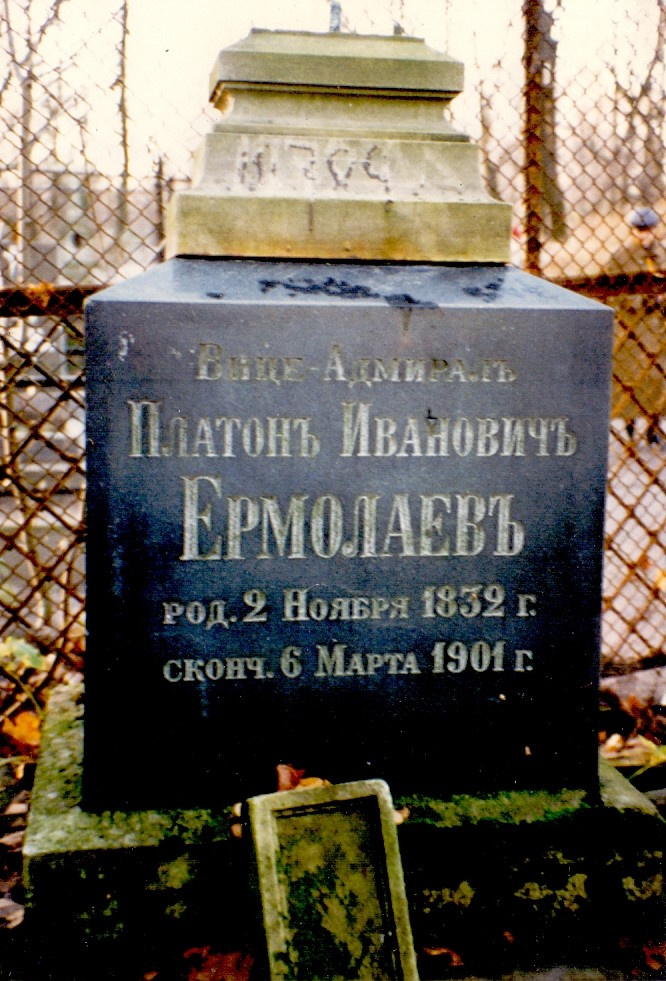 Вице-Адмиралъ
Платонъ Ивановичъ
Ермолаевъ
род. 2 Ноября 1832 г.
сконч. 6 Марта 1901 г.